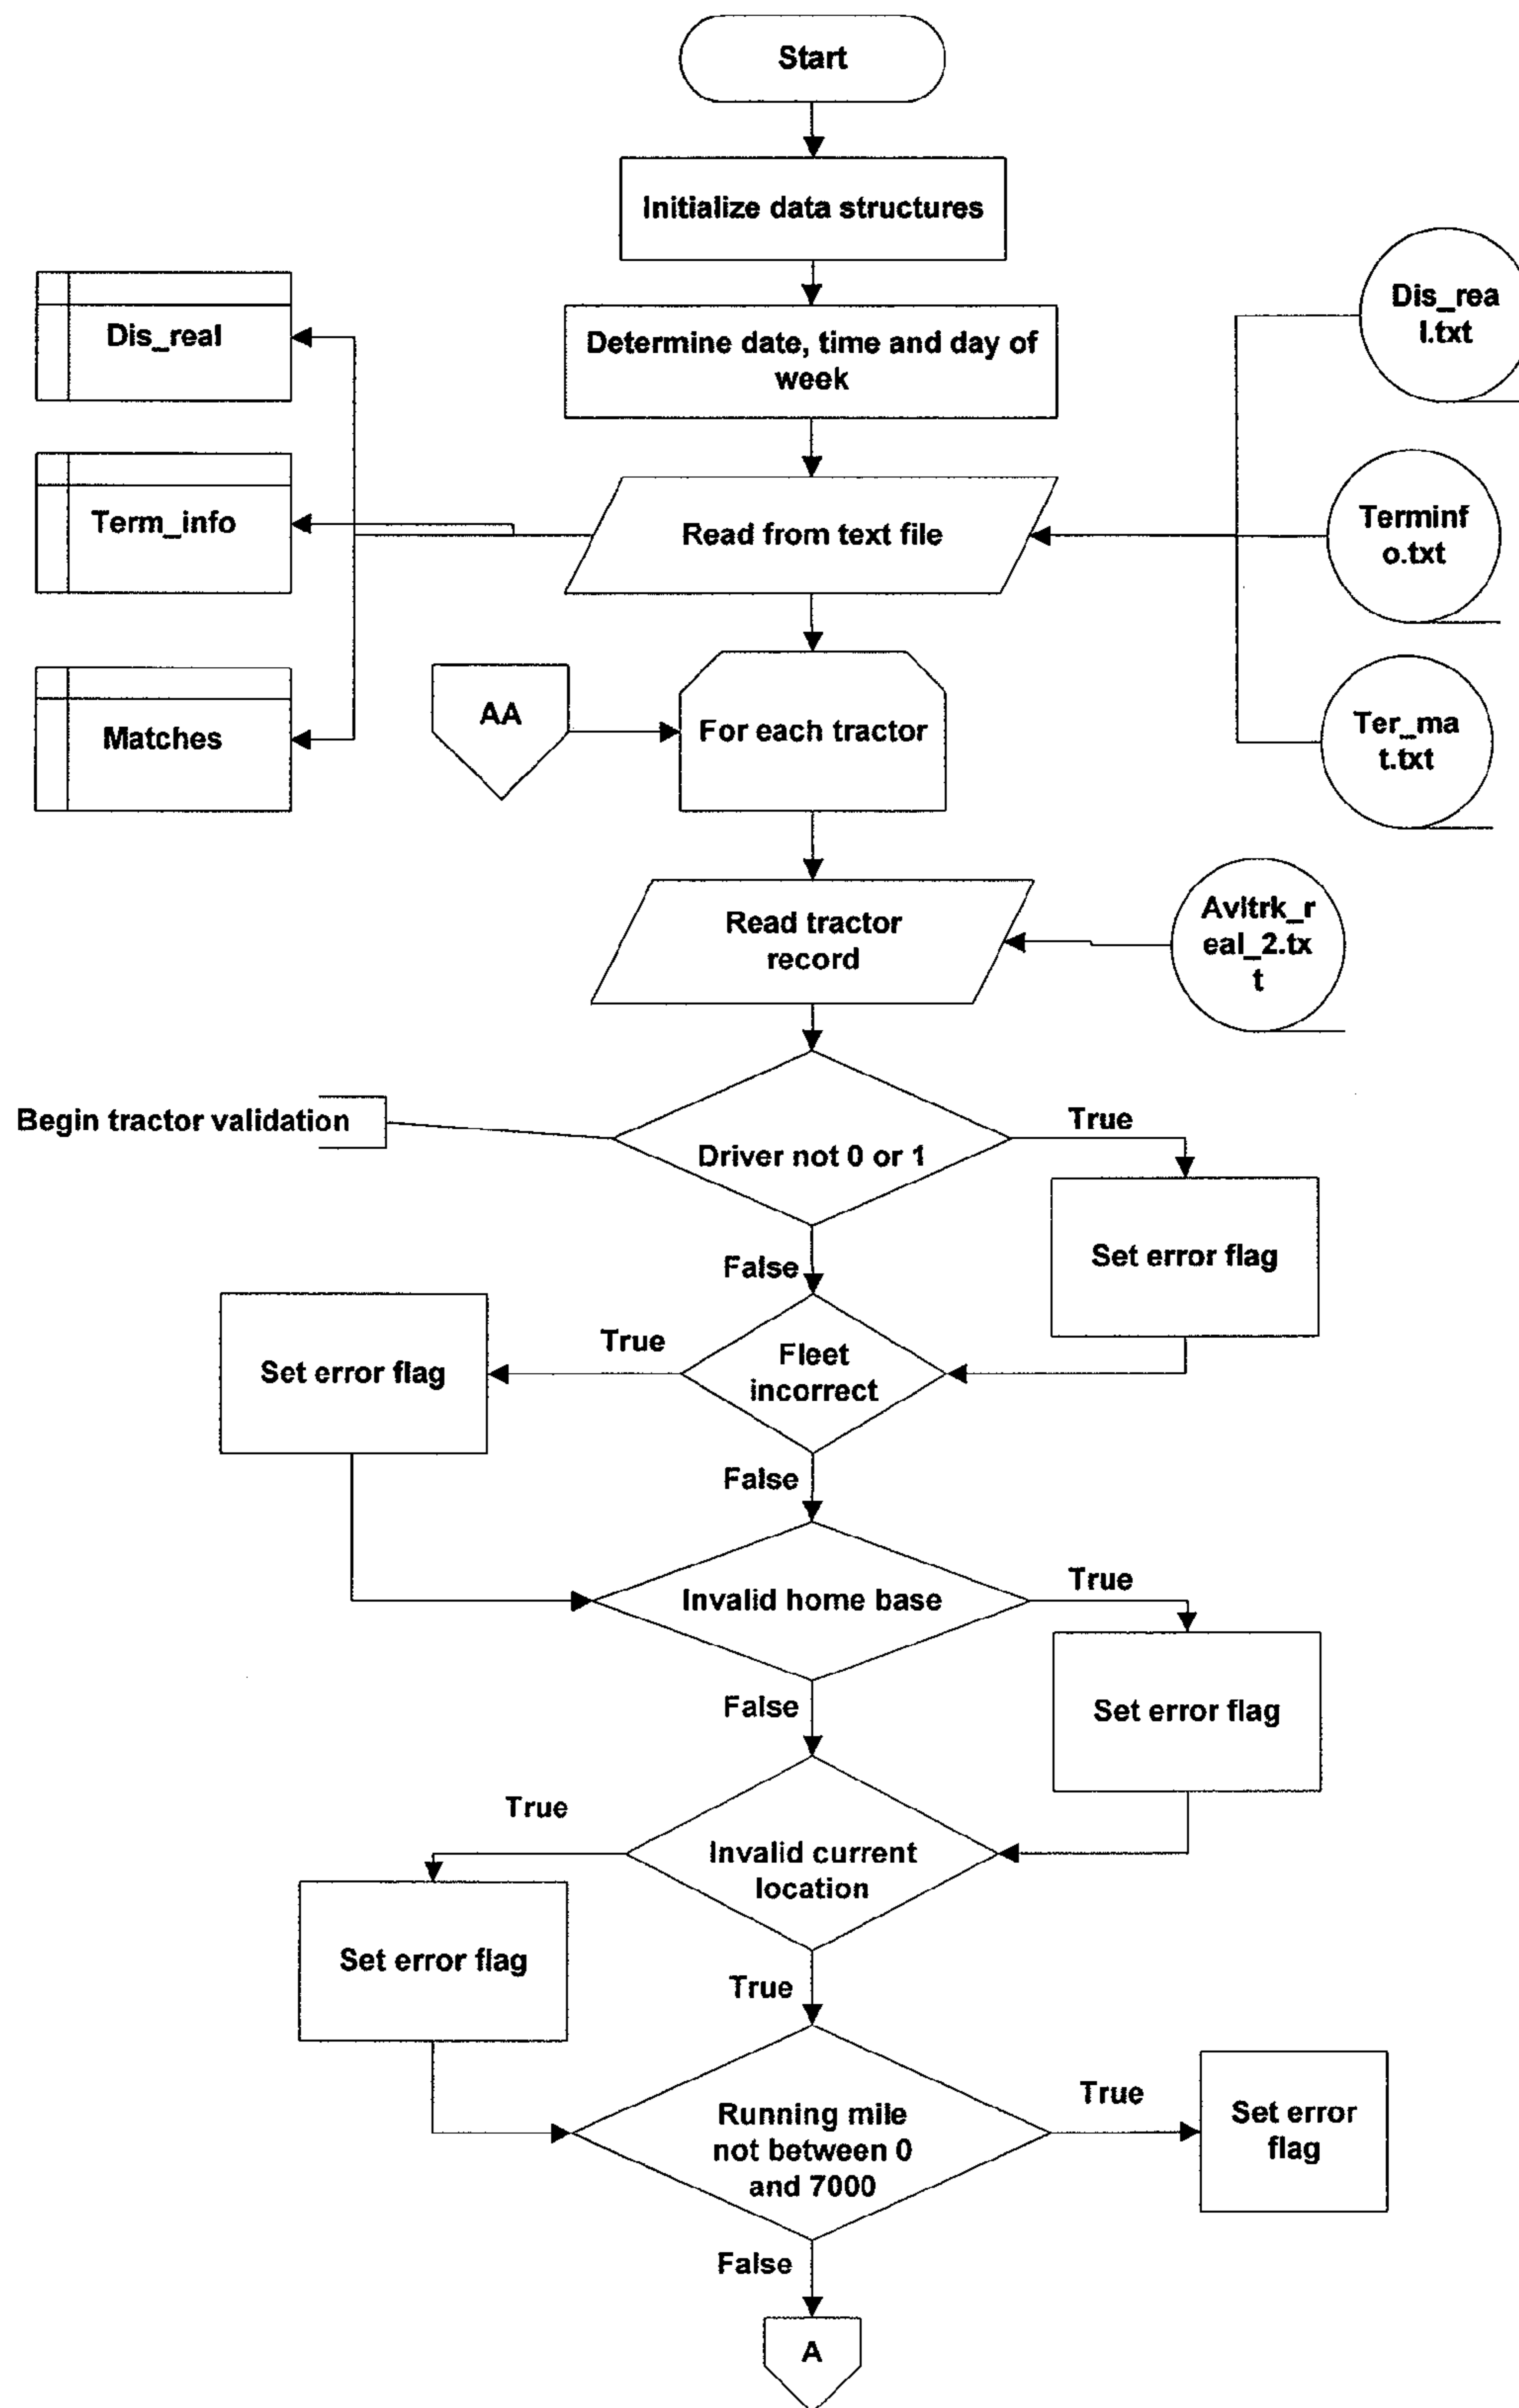 Start
Initialize data structures
Dis_rea
l.txt
Dis_real
Determine date, time and day of
week
Term_info
Read from text file
Terminf
o.txt
Matches
AA
For each tractor
Ter_ma
t.txt
Read tractor
record
Avltrk_r
eal_2.tx
t
Begin tractor validation
Driver not 0 or 1
True
Set error flag
False
Set error flag
True
Fleet
incorrect
False
Invalid home base
True
Set error flag
False
True
Invalid current
location
Set error flag
True
Running mile
not between 0
and 7000
True
Set error
flag
False
A